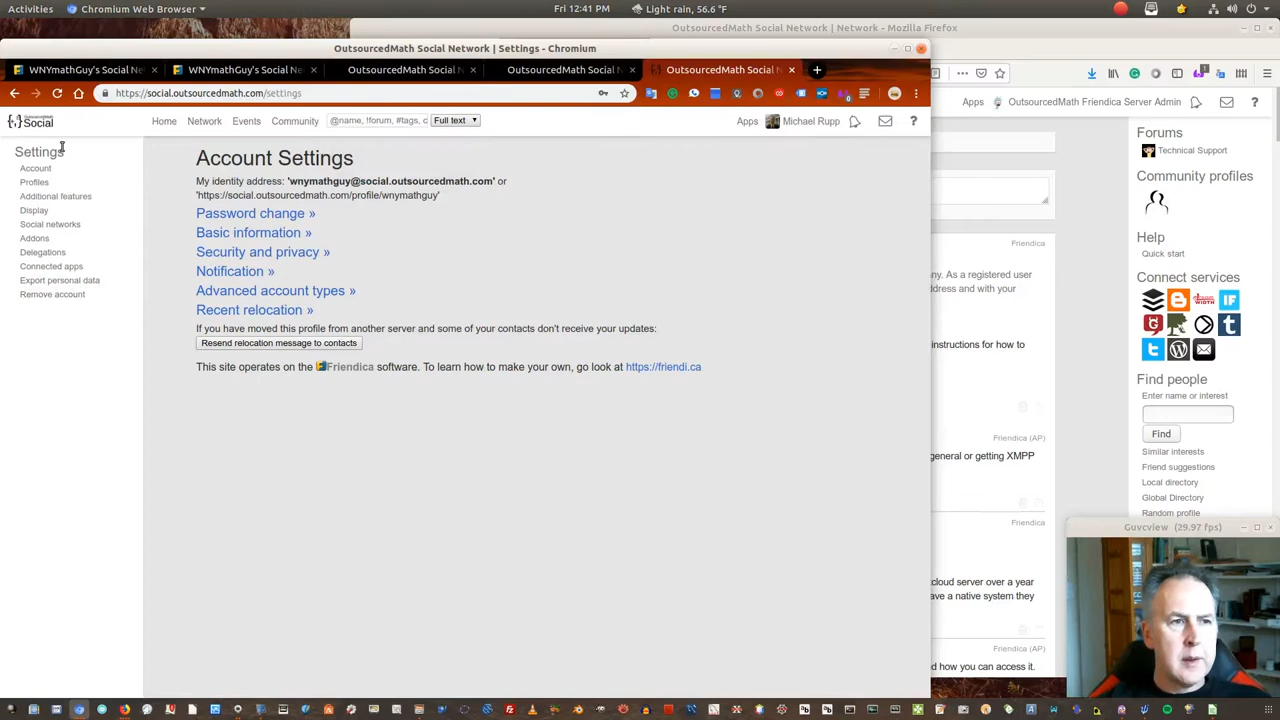 Activities
Chromium Web Browser
Fri 12:41 PM
Light rain, 56.6 °F
OutsourcedMath Social Network | Network - Mozilla Firefox
OutsourcedMath Social Network | Settings - Chromium
WNYmathGuy's Social Ne
WNYmathGuy's Social Ne
OutsourcedMath Social N
OutsourcedMath Social N
OutsourcedMath Social N
https://social.outsourcedmath.com/settings
Social
Home
Network
Events
Community
@name, !forum, #tags, c
Full text
Apps
Michael Rupp
Apps
OutsourcedMath Friendica Server Admin
Settings
Account
Profiles
Additional features
Display
Social networks
Addons
Delegations
Connected apps
Export personal data
Remove account
Account Settings
My identity address: 'wnymathguy@social.outsourcedmath.com' or
'https://social.outsourcedmath.com/profile/wnymathguy'
Password change »
Basic information »
Security and privacy »
Notification »
Advanced account types »
Recent relocation »
If you have moved this profile from another server and some of your contacts don't receive your updates:
Resend relocation message to contacts
This site operates on the Friendica software. To learn how to make your own, go look at https://friendi.ca
Friendica
ny. As a registered user
ddress and with your
instructions for how to
Friendica (AP)
general or getting XMPP
Friendica
cloud server over a year
ave a native system they
Friendica (AP)
d how you can access it.
Forums
Technical Support
Community profiles
Help
Quick start
Connect services
Find people
Enter name or interest
Find
Similar interests
Friend suggestions
Local directory
Global Directory
Random profile
Guvcview (29.97 fps)